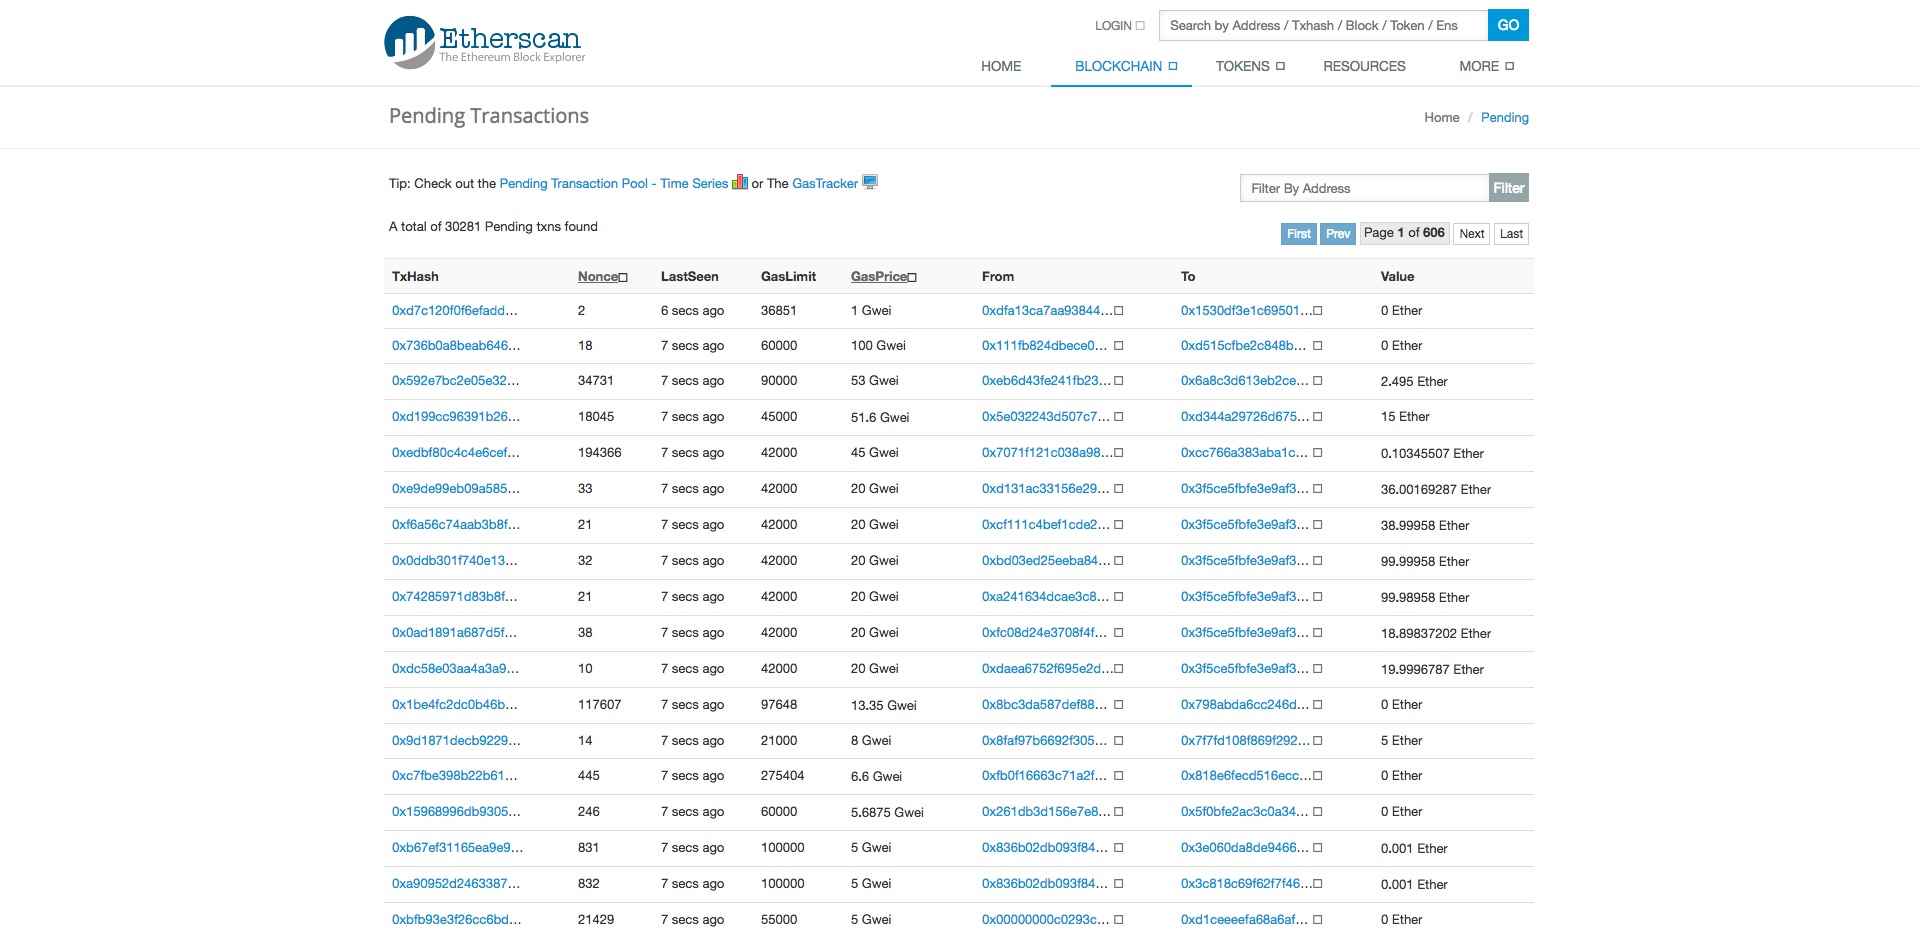 Etherscan
The Ethereum Block Explorer
LOGIN
Search by Address / Txhash / Block / Token / Ens GO
HOME BLOCKCHAIN TOKENS RESOURCES MORE
Pending Transactions
Home / Pending
Tip: Check out the Pending Transaction Pool - Time Series or The GasTracker
Filter By Address Filter
A total of 30281 Pending txns found
First Prev Page 1 of 606 Next Last
TxHash Nonce LastSeen GasLimit GasPrice From To Value
0xd7c120f0f6efadd... 2 6 secs ago 36851 1 Gwei 0xdfa13ca7aa93844... 0x1530df3e1c69501... 0 Ether
0x736b0a8beab646... 18 7 secs ago 60000 100 Gwei 0x111fb824dbece0... 0xd515cfbe2c848b... 0 Ether
0x592e7bc2e05e32... 34731 7 secs ago 90000 53 Gwei 0xeb6d43fe241fb23... 0x6a8c3d613eb2ce... 2.495 Ether
0xd199cc96391b26... 18045 7 secs ago 45000 51.6 Gwei 0x5e032243d507c7... 0xd344a29726d675... 15 Ether
0xedbf80c4c4e6cef... 194366 7 secs ago 42000 45 Gwei 0x7071f121c038a98... 0xcc766a383aba1c... 0.10345507 Ether
0xe9de99eb09a585... 33 7 secs ago 42000 20 Gwei 0xd131ac33156e29... 0x3f5ce5fbfe3e9af3... 36.00169287 Ether
0xf6a56c74aab3b8f... 21 7 secs ago 42000 20 Gwei 0xcf111c4bef1cde2... 0x3f5ce5fbfe3e9af3... 38.99958 Ether
0x0ddb301f740e13... 32 7 secs ago 42000 20 Gwei 0xbd03ed25eeba84... 0x3f5ce5fbfe3e9af3... 99.99958 Ether
0x74285971d83b8f... 21 7 secs ago 42000 20 Gwei 0xa241634dcae3c8... 0x3f5ce5fbfe3e9af3... 99.98958 Ether
0x0ad1891a687d5f... 38 7 secs ago 42000 20 Gwei 0xfc08d24e3708f4f... 0x3f5ce5fbfe3e9af3... 18.89837202 Ether
0xdc58e03aa4a3a9... 10 7 secs ago 42000 20 Gwei 0xdaea6752f695e2d... 0x3f5ce5fbfe3e9af3... 19.9996787 Ether
0x1be4fc2dc0b46b... 117607 7 secs ago 97648 13.35 Gwei 0x8bc3da587def88... 0x798abda6cc246d... 0 Ether
0x9d1871decb9229... 14 7 secs ago 21000 8 Gwei 0x8faf97b6692f305... 0x7f7fd108f869f292... 5 Ether
0xc7fbe398b22b61... 445 7 secs ago 275404 6.6 Gwei 0xfb0f16663c71a2f... 0x818e6fecd516ecc... 0 Ether
0x15968996db9305... 246 7 secs ago 60000 5.6875 Gwei 0x261db3d156e7e8... 0x5f0bfe2ac3c0a34... 0 Ether
0xb67ef31165ea9e9... 831 7 secs ago 100000 5 Gwei 0x836b02db093f84... 0x3e060da8de9466... 0.001 Ether
0xa90952d2463387... 832 7 secs ago 100000 5 Gwei 0x836b02db093f84... 0x3c818c69f62f7f46... 0.001 Ether
0xbfb93e3f26cc6bd... 21429 7 secs ago 55000 5 Gwei 0x00000000c0293c... 0xd1ceeeefa68a6af... 0 Ether